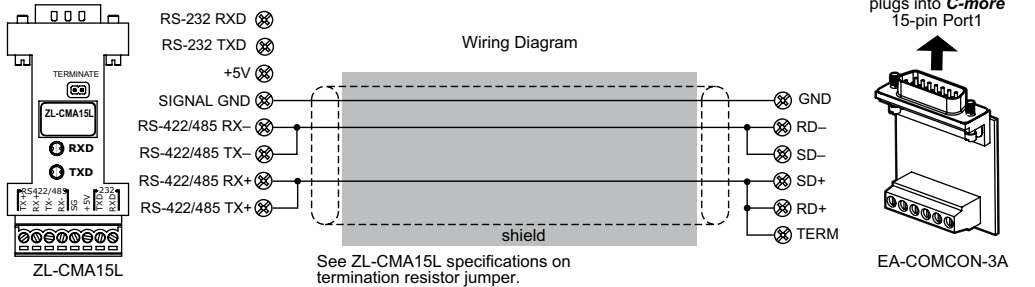 TERMINATE
ZL-CMA15L
RXD
TXD
RS422/485
232
TX+
RX+
TX-
RX-
SG
+5V
TXD
RXD
ZL-CMA15L
RS-232 RXD
RS-232 TXD
+5V
SIGNAL GND
RS-422/485 RX–
RS-422/485 TX–
RS-422/485 RX+
RS-422/485 TX+
Wiring Diagram
shield
See ZL-CMA15L specifications on
termination resistor jumper.
GND
RD–
SD–
SD+
RD+
TERM
plugs into C-more
15-pin Port1
EA-COMCON-3A